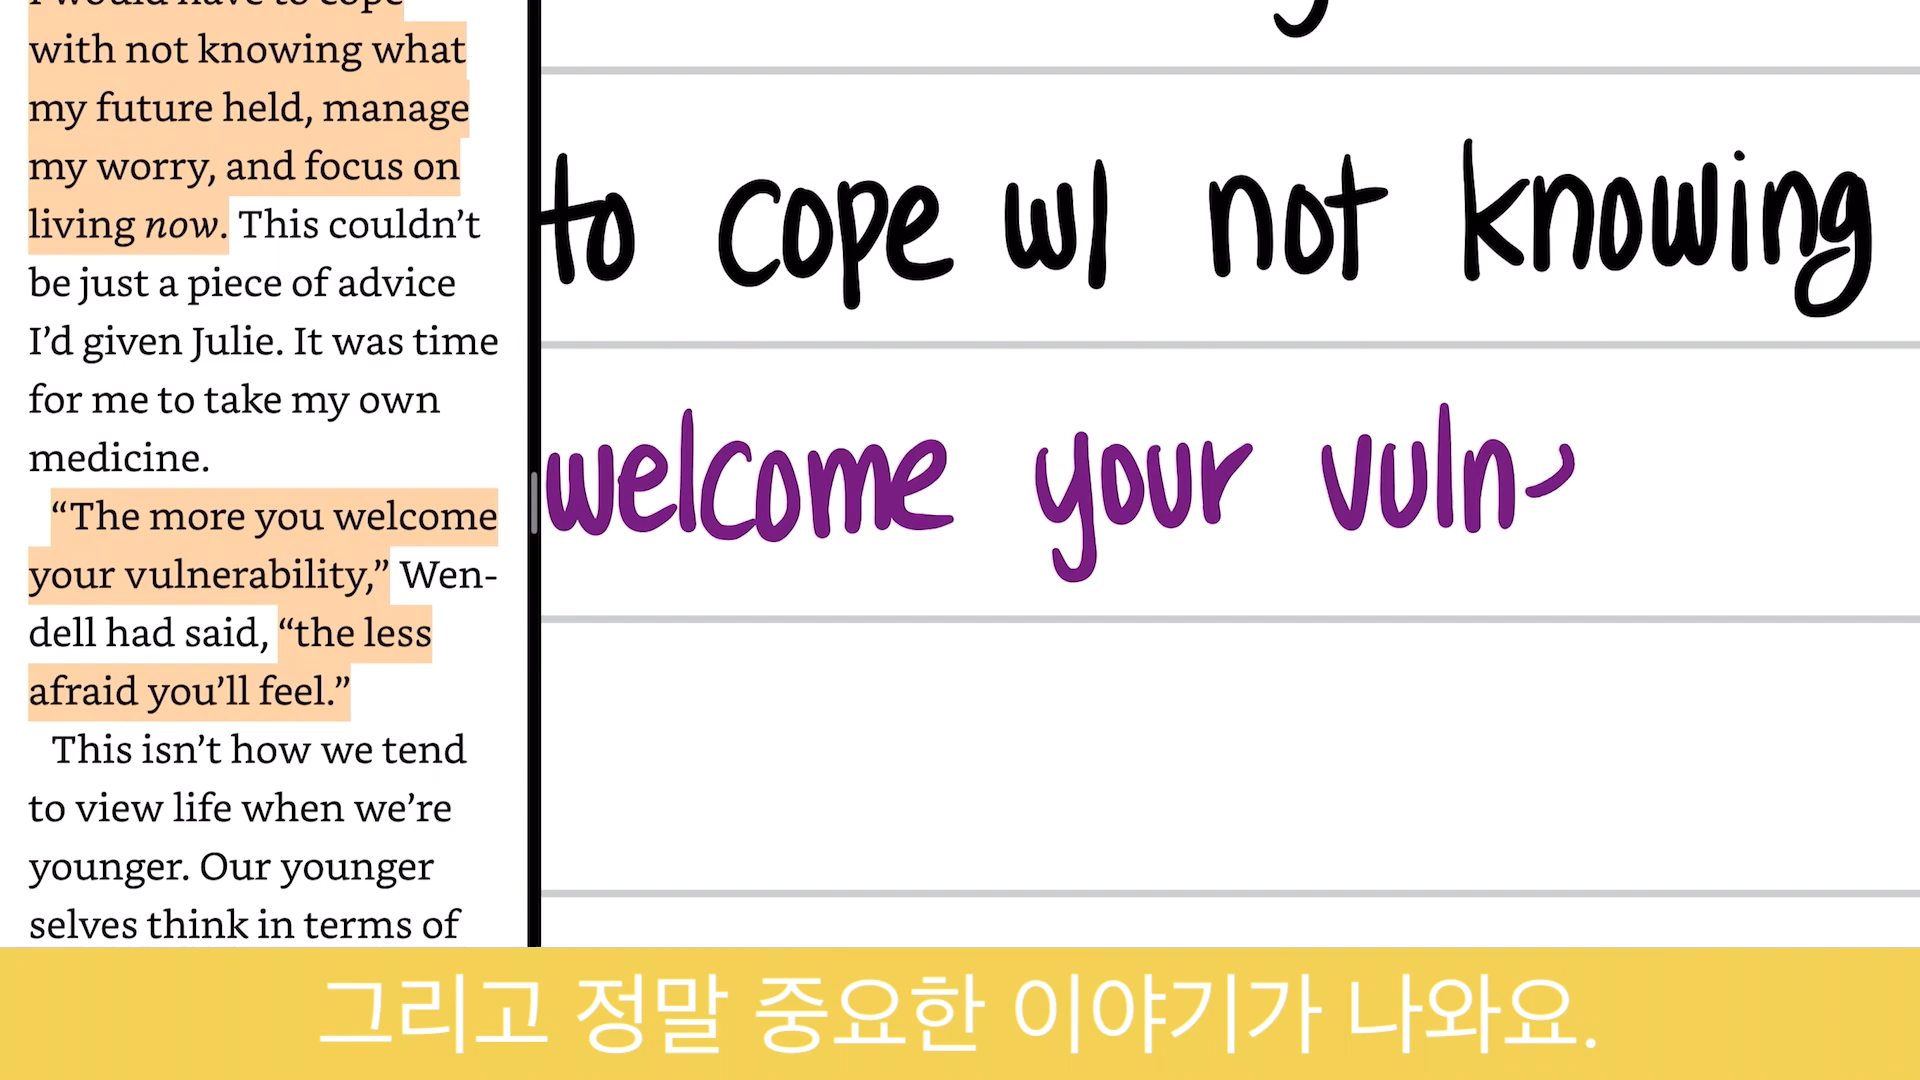 I would have to cope
with not knowing what
my future held, manage
my worry, and focus on
living now. This couldn’t
be just a piece of advice
I’d given Julie. It was time
for me to take my own
medicine.
“The more you welcome
your vulnerability,” Wen-
dell had said, “the less
afraid you’ll feel.”
This isn’t how we tend
to view life when we’re
younger. Our younger
selves think in terms of
to cope w/ not knowing
welcome your vuln
그리고 정말 중요한 이야기가 나와요.